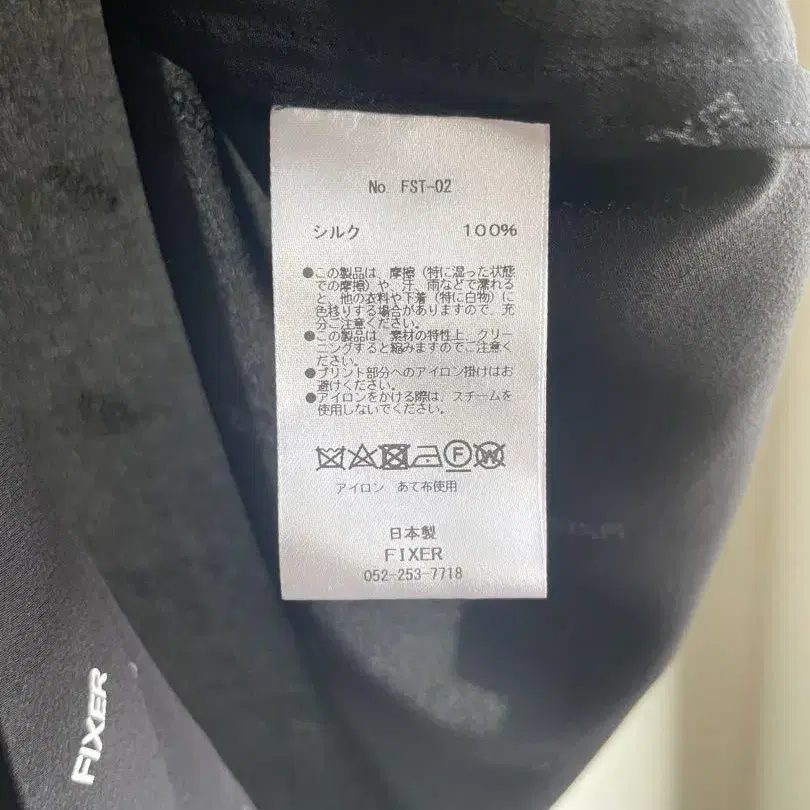 No. FST-02
シルク 100%
●この製品は、摩擦（特に湿った状態
での摩擦）や、汗、雨などで濡れる
と、他の衣料や下着（特に白物）に
色移りする場合がありますので、充
分ご注意ください。
●この製品は、素材の特性上、クリー
ニングすると縮みますのでご注意く
ださい。
●プリント部分へのアイロン掛けはお
避けください。
●アイロンをかける際は、スチームを
使用しないでください。
F W
アイロン あて布使用
日本製
FIXER
052-253-7718
FIXER